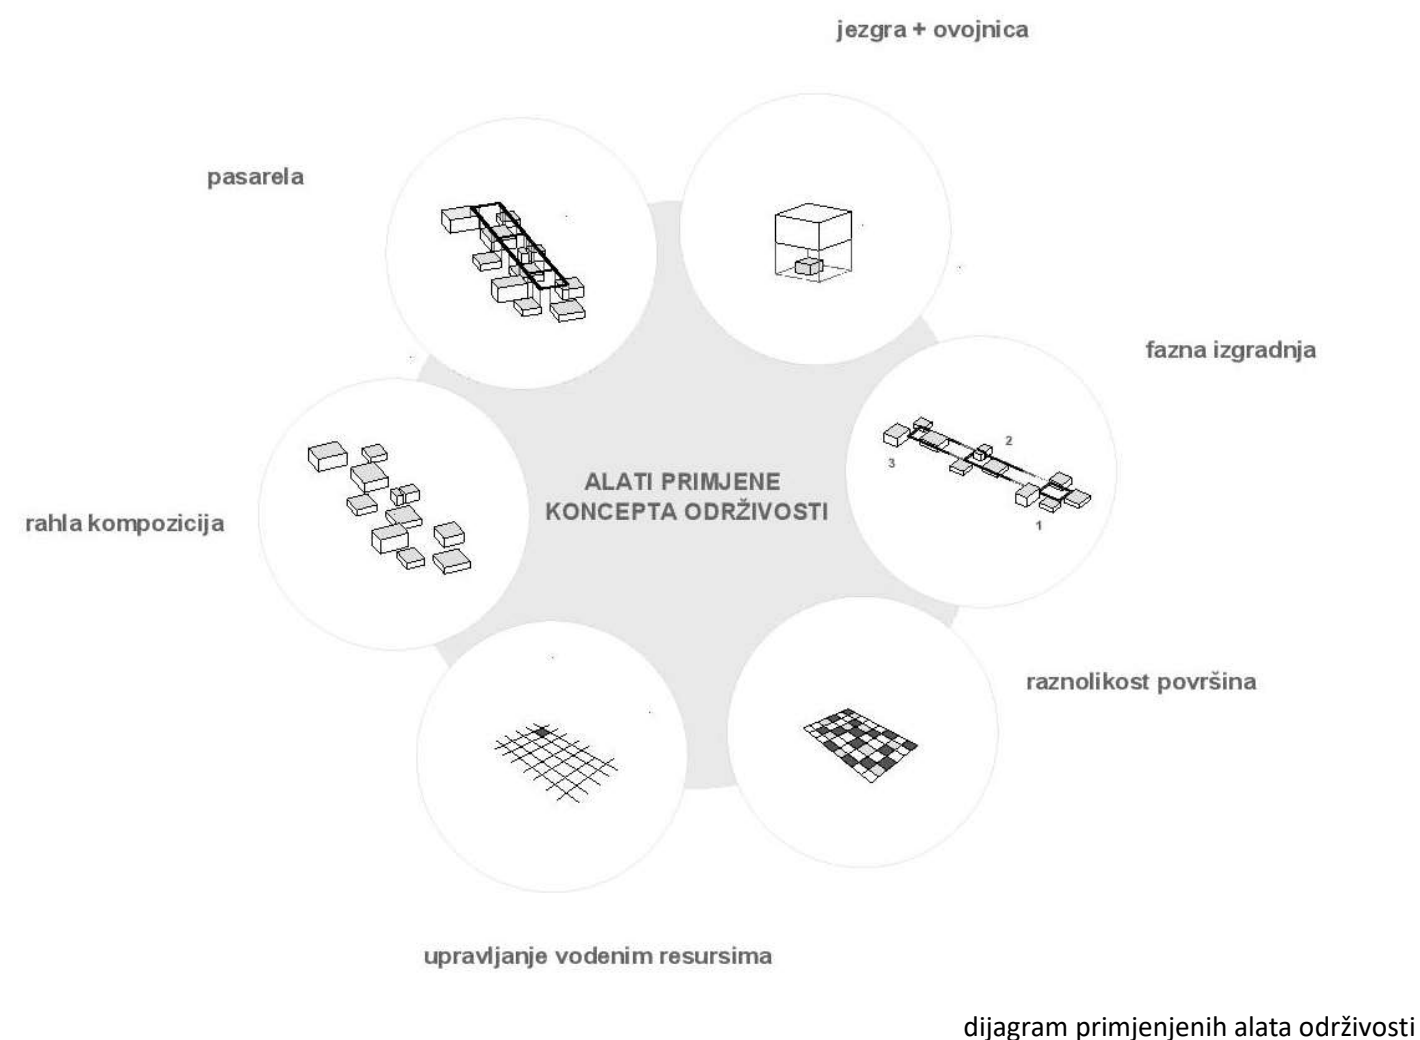 jezgra + ovojnica
pasarela
fazna izgradnja
2
3
1
ALATI PRIMJENE
KONCEPTA ODRŽIVOSTI
rahla kompozicija
raznolikost površina
upravljanje vodenim resursima
dijagram primjenjenih alata održivosti